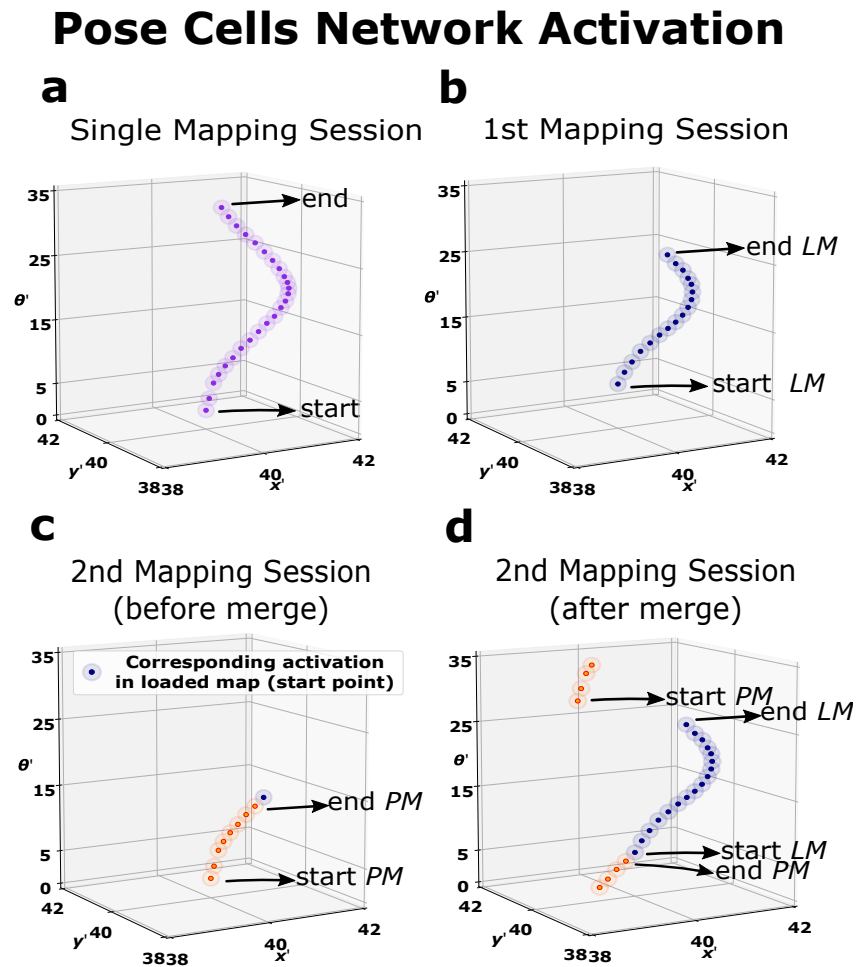 Pose Cells Network Activation
a
Single Mapping Session
35
25
15
5
0
θ'
42
y'
40
38
38
40
x'
42
end
start
b
1st Mapping Session
35
25
15
5
0
θ'
42
y'
40
38
38
40
x'
42
end LM
start LM
c
2nd Mapping Session
(before merge)
Corresponding activation
in loaded map (start point)
35
25
15
5
0
θ'
42
y'
40
38
38
40
x'
42
end PM
start PM
d
2nd Mapping Session
(after merge)
35
25
15
5
0
θ'
42
y'
40
38
38
40
x'
42
start PM
end LM
start LM
end PM